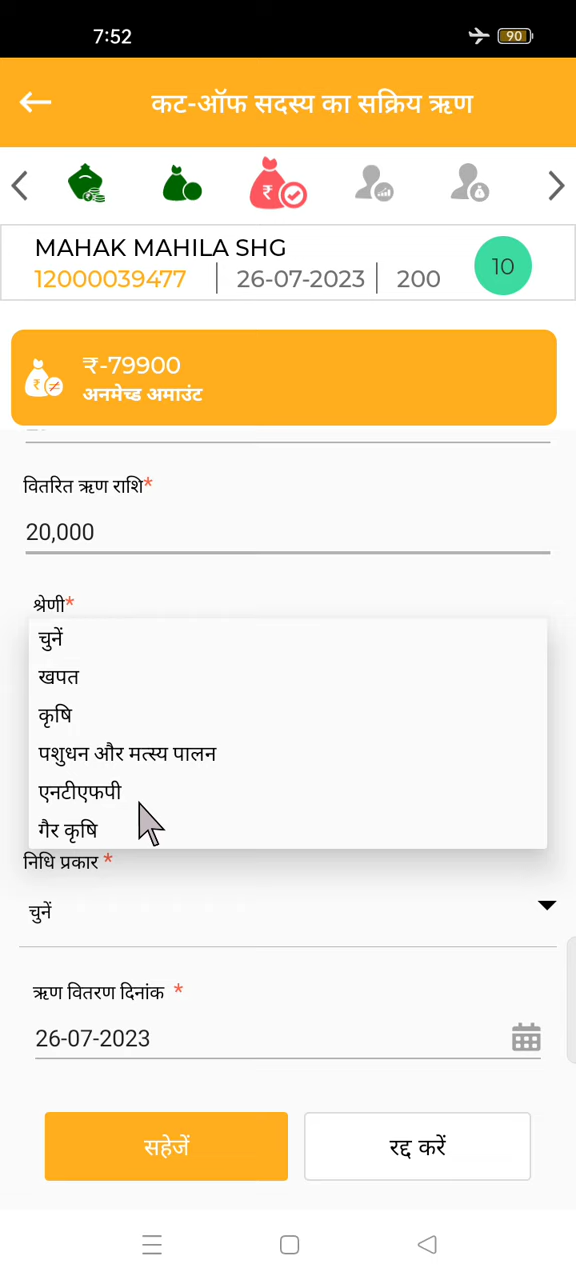 7:52
90
कट-ऑफ सदस्य का सक्रिय ऋण
MAHAK MAHILA SHG
12000039477 | 26-07-2023 | 200
10
₹-79900
अनमेच्ड अमाउंट
वितरित ऋण राशि*
20,000
श्रेणी*
चुनें
खपत
कृषि
पशुधन और मत्स्य पालन
एनटीएफपी
गैर कृषि
निधि प्रकार *
चुनें
ऋण वितरण दिनांक *
26-07-2023
सहेजें
रद्द करें